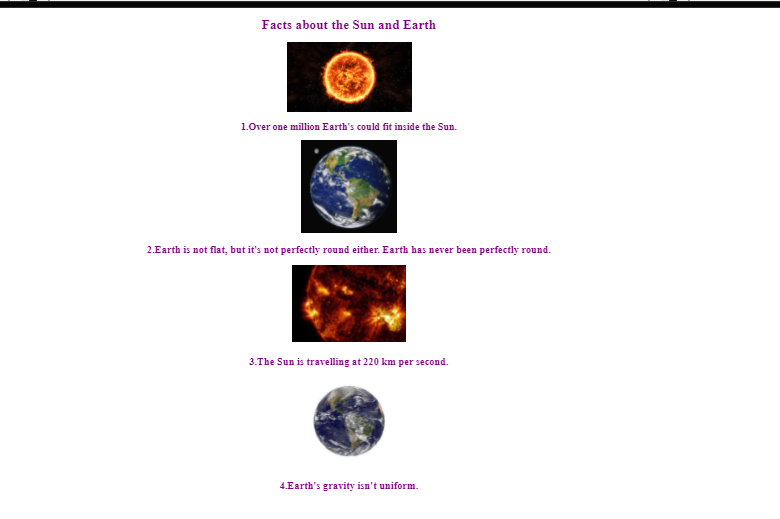 Facts about the Sun and Earth
1.Over one million Earth's could fit inside the Sun.
2.Earth is not flat, but it's not perfectly round either. Earth has never been perfectly round.
3.The Sun is travelling at 220 km per second.
4.Earth's gravity isn't uniform.